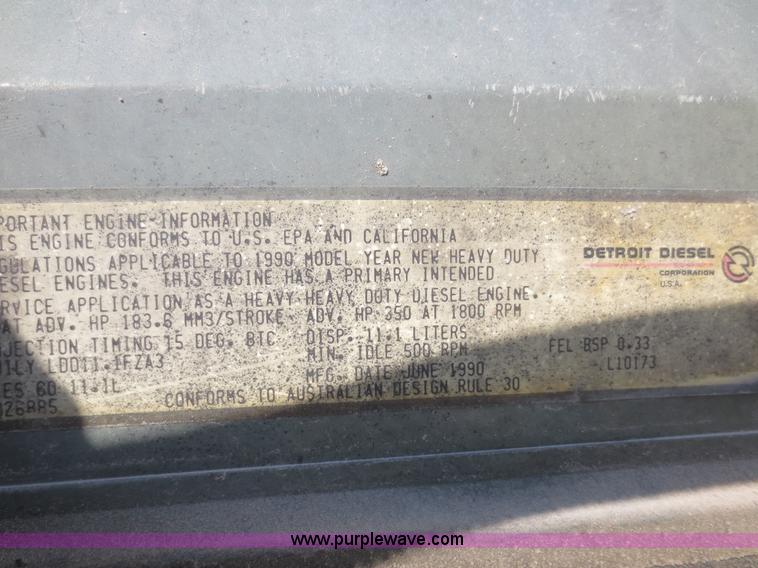 PORTANT ENGINE INFORMATION
IS ENGINE CONFORMS TO U.S. EPA AND CALIFORNIA
GULATIONS APPLICABLE TO 1990 MODEL YEAR NEW HEAVY DUTY
ESEL ENGINES. THIS ENGINE HAS A PRIMARY INTENDED
RVICE APPLICATION AS A HEAVY HEAVY DUTY DIESEL ENGINE.
AT ADV. HP 183.6 MM3/STROKE ADV. HP 350 AT 1800 RPM
JECTION TIMING 15 DEG. BTC DISP. 11.1 LITERS
MILY LDD11.1FZA3 MIN. IDLE 500 RPM FEL BSP 0.33
IES 60 11.1L MFG. DATE JUNE 1990 L10173
026885 CONFORMS TO AUSTRALIAN DESIGN RULE 30
DETROIT DIESEL
CORPORATION
U.S.A.
www.purplewave.com